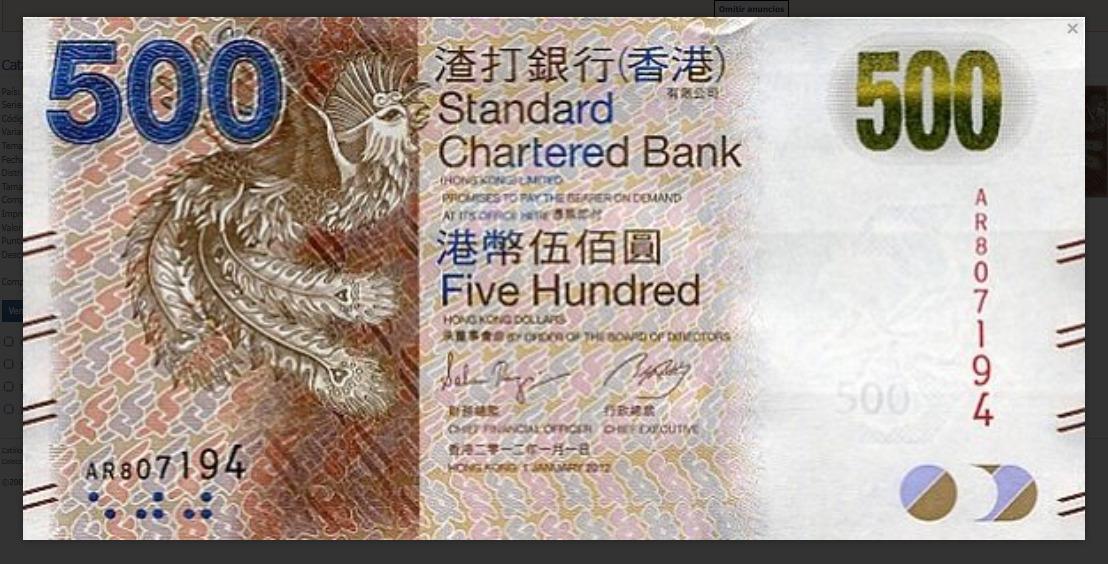 Omitir anuncios
500
渣打銀行(香港)
有限公司
Standard
Chartered Bank
(HONG KONG) LIMITED
PROMISES TO PAY THE BEARER ON DEMAND
AT ITS OFFICE HERE 憑票即付
港幣伍佰圓
Five Hundred
HONG KONG DOLLARS
承董事會命 BY ORDER OF THE BOARD OF DIRECTORS
財務總監 行政總裁
CHIEF FINANCIAL OFFICER CHIEF EXECUTIVE
香港二零一二年一月一日
HONG KONG 1 JANUARY 2012
AR807194
500
AR807194
500